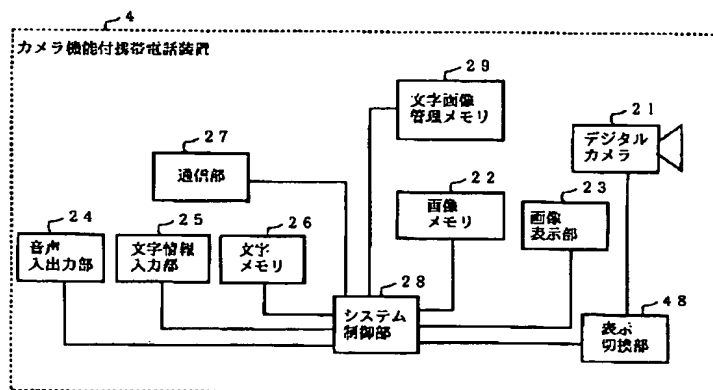 4
カメラ機能付携帯電話装置
29
文字画像
管理メモリ
21
デジタル
カメラ
27
通信部
22
画像
メモリ
23
画像
表示部
24
音声
入出力部
25
文字情報
入力部
26
文字
メモリ
28
システム
制御部
48
表示
切換部